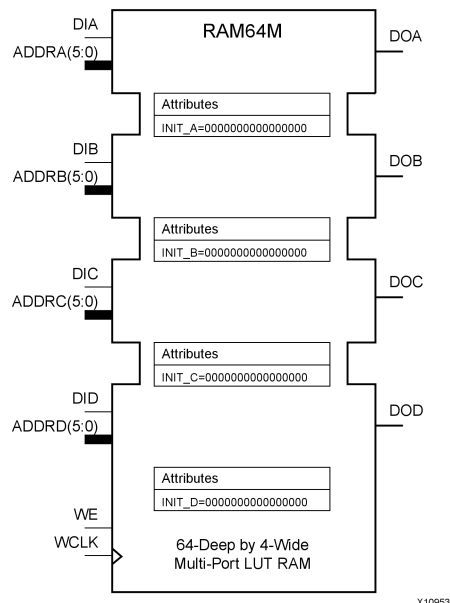 RAM64M
DIA
DOA
ADDRA(5:0)
Attributes
INIT_A=0000000000000000
DIB
DOB
ADDRB(5:0)
Attributes
INIT_B=0000000000000000
DIC
DOC
ADDRC(5:0)
Attributes
INIT_C=0000000000000000
DID
DOD
ADDRD(5:0)
Attributes
INIT_D=0000000000000000
WE
WCLK
64-Deep by 4-Wide
Multi-Port LUT RAM
X10953